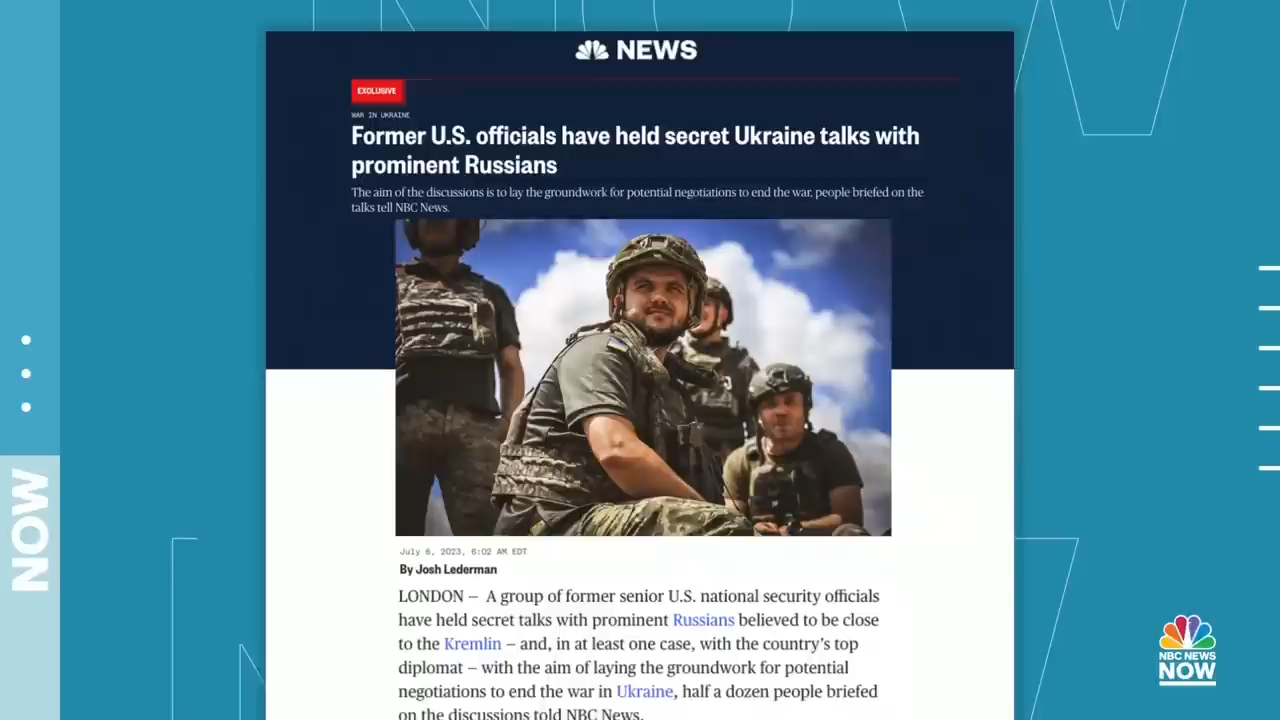 NEWS
EXCLUSIVE
WAR IN UKRAINE
Former U.S. officials have held secret Ukraine talks with
prominent Russians
The aim of the discussions is to lay the groundwork for potential negotiations to end the war, people briefed on the
talks tell NBC News.
July 6, 2023, 6:02 AM EDT
By Josh Lederman
LONDON — A group of former senior U.S. national security officials
have held secret talks with prominent Russians believed to be close
to the Kremlin — and, in at least one case, with the country’s top
diplomat — with the aim of laying the groundwork for potential
negotiations to end the war in Ukraine, half a dozen people briefed
on the discussions told NBC News.
NOW
NBC NEWS
NOW